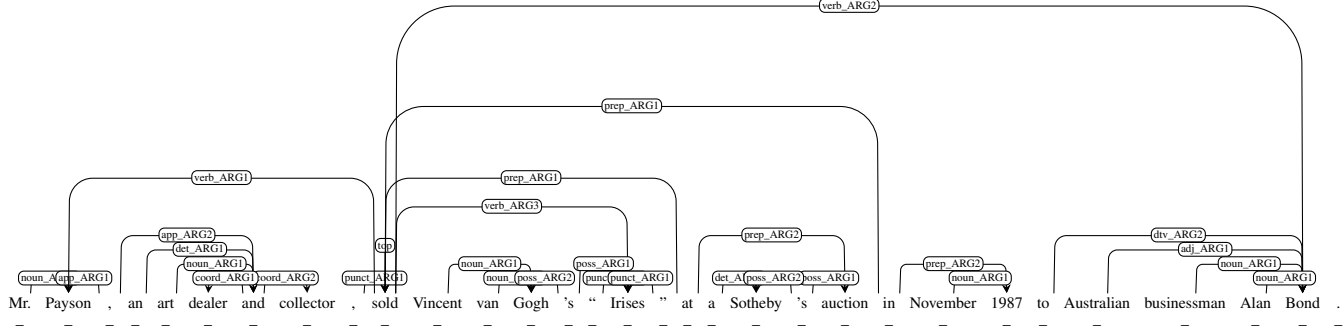 verb_ARG2
prep_ARG1
verb_ARG1 prep_ARG1
verb_ARG3
app_ARG2 top prep_ARG2 dtv_ARG2
det_ARG1 adj_ARG1
noun_ARG1 noun_ARG1 poss_ARG1 prep_ARG2 noun_ARG1
app_ARG1 coord_ARG1 punct_ARG1 poss_ARG2 punct_ARG1 poss_ARG2 noun_ARG1 noun_ARG1
Mr. Payson , an art dealer and collector , sold Vincent van Gogh 's “ Irises ” at a Sotheby 's auction in November 1987 to Australian businessman Alan Bond .